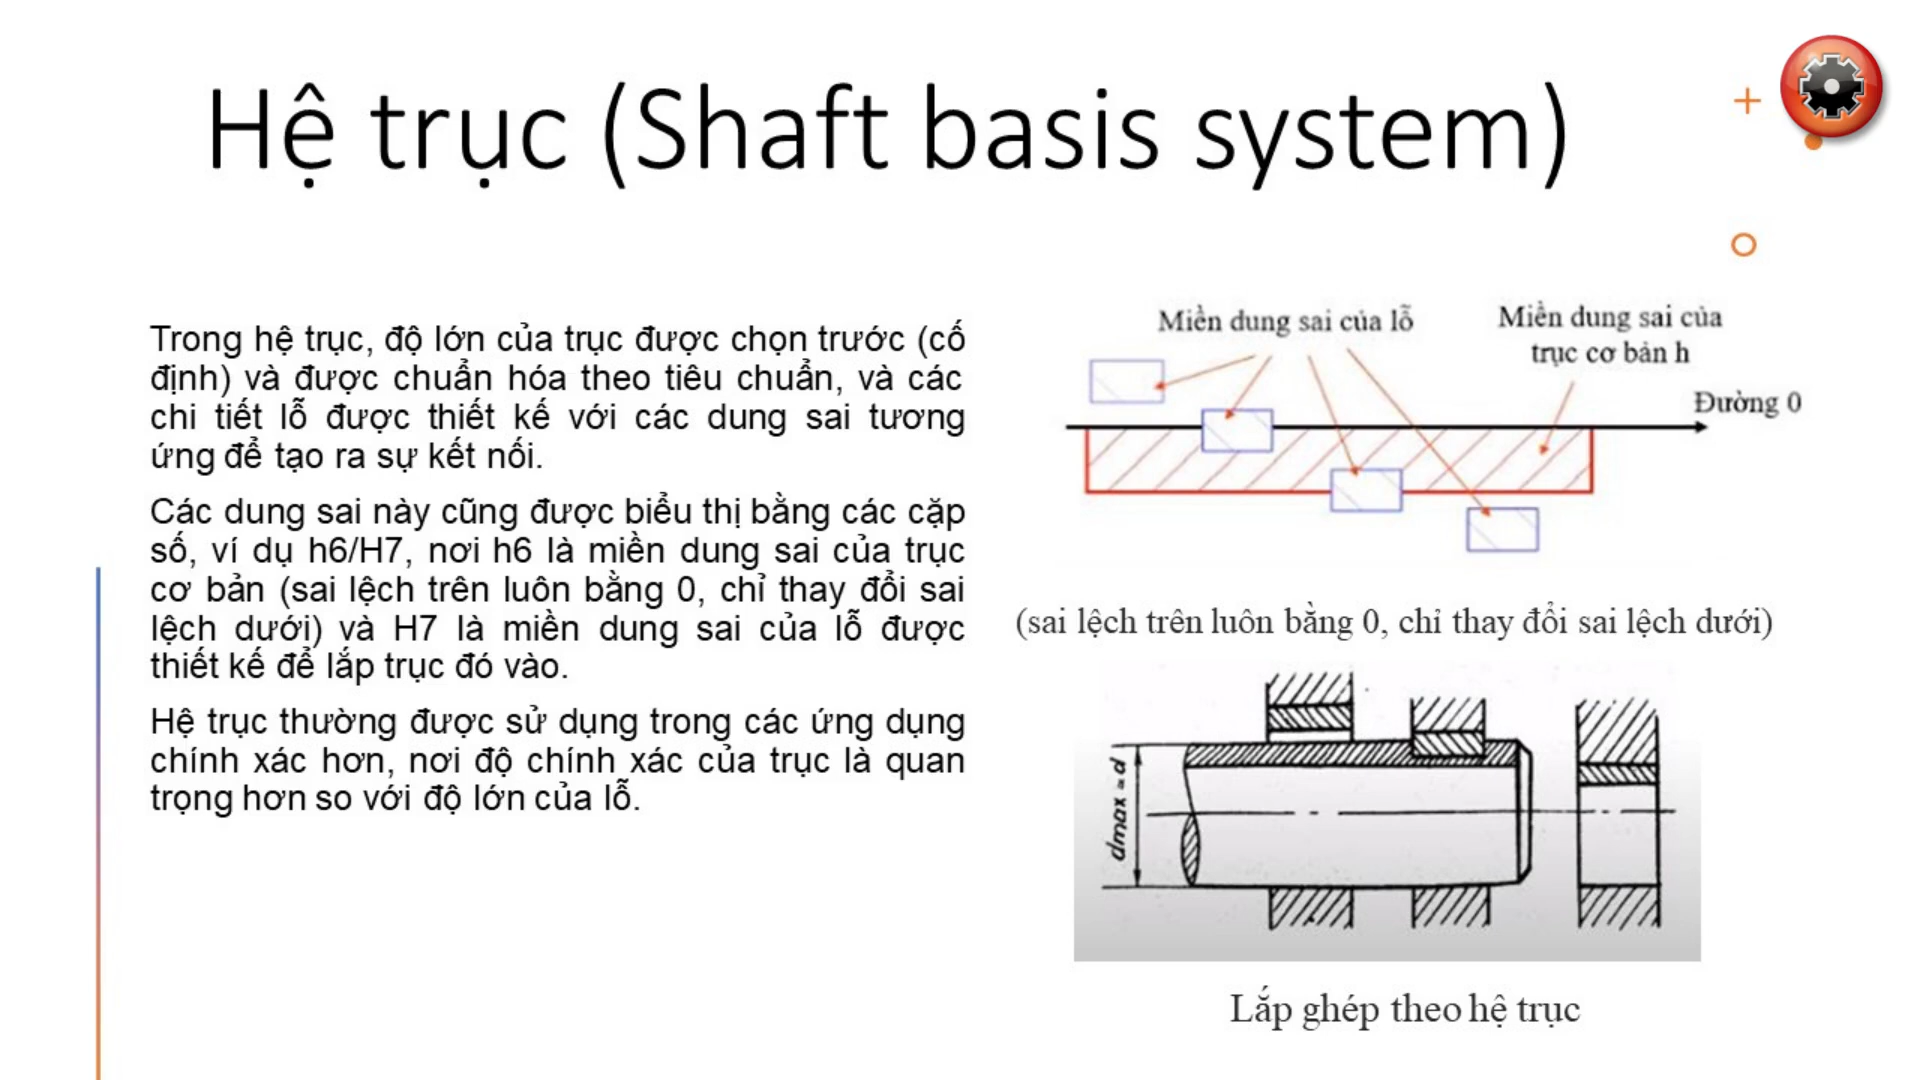 Hệ trục (Shaft basis system)
Trong hệ trục, độ lớn của trục được chọn trước (cố
định) và được chuẩn hóa theo tiêu chuẩn, và các
chi tiết lỗ được thiết kế với các dung sai tương
ứng để tạo ra sự kết nối.
Các dung sai này cũng được biểu thị bằng các cặp
số, ví dụ h6/H7, nơi h6 là miền dung sai của trục
cơ bản (sai lệch trên luôn bằng 0, chỉ thay đổi sai
lệch dưới) và H7 là miền dung sai của lỗ được
thiết kế để lắp trục đó vào.
Hệ trục thường được sử dụng trong các ứng dụng
chính xác hơn, nơi độ chính xác của trục là quan
trọng hơn so với độ lớn của lỗ.
Miền dung sai của lỗ
Miền dung sai của
trục cơ bản h
Đường 0
(sai lệch trên luôn bằng 0, chỉ thay đổi sai lệch dưới)
dmax = d
Lắp ghép theo hệ trục